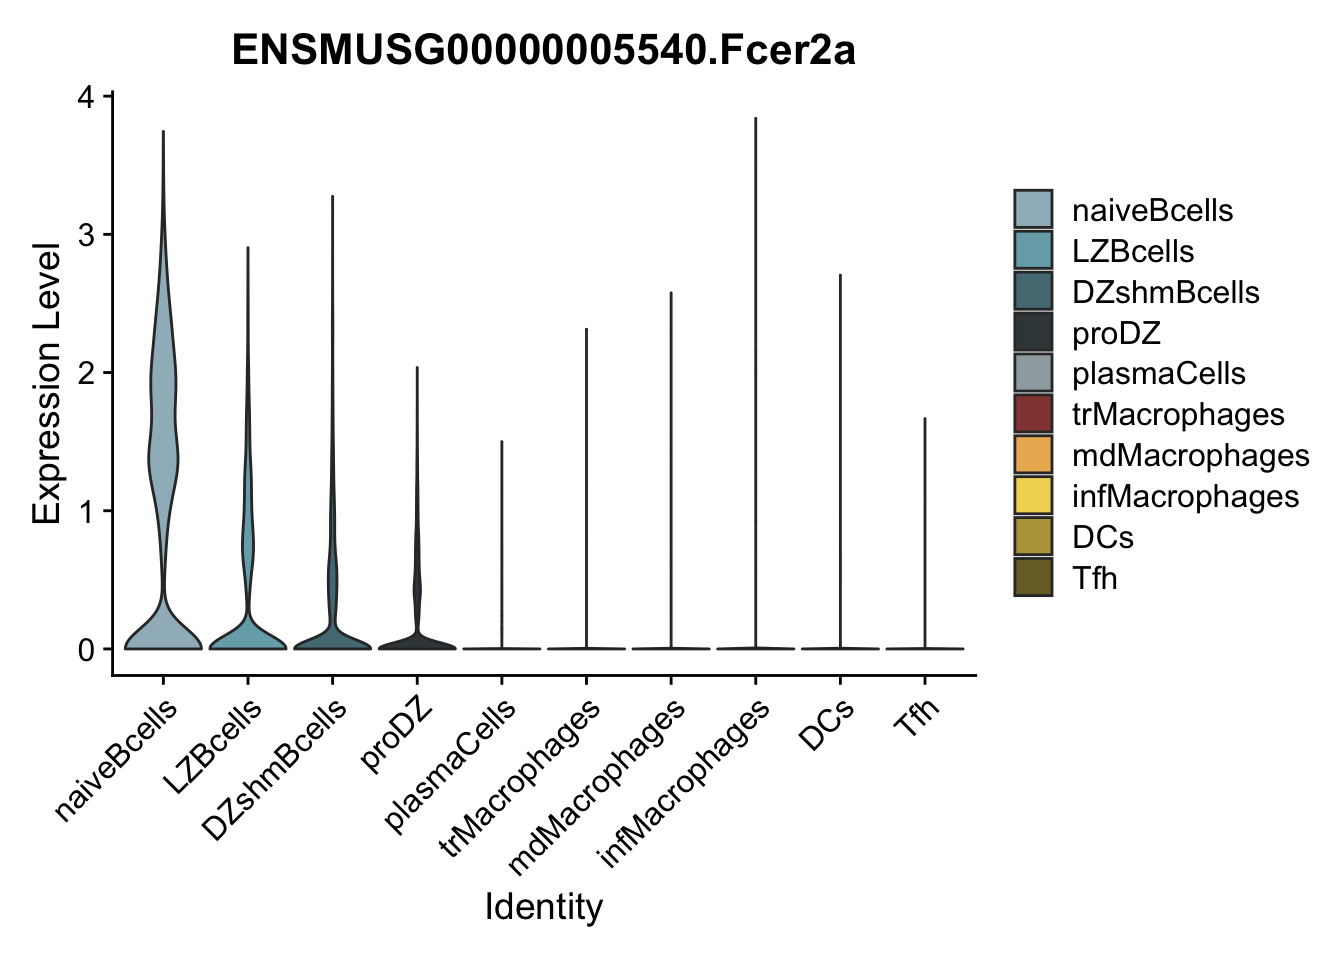 ENSMUSG00000005540.Fcer2a
Expression Level
4
3
2
1
0
naiveBcells
LZBcells
DZshmBcells
proDZ
plasmaCells
trMacrophages
mdMacrophages
infMacrophages
DCs
Tfh
Identity
naiveBcells
LZBcells
DZshmBcells
proDZ
plasmaCells
trMacrophages
mdMacrophages
infMacrophages
DCs
Tfh